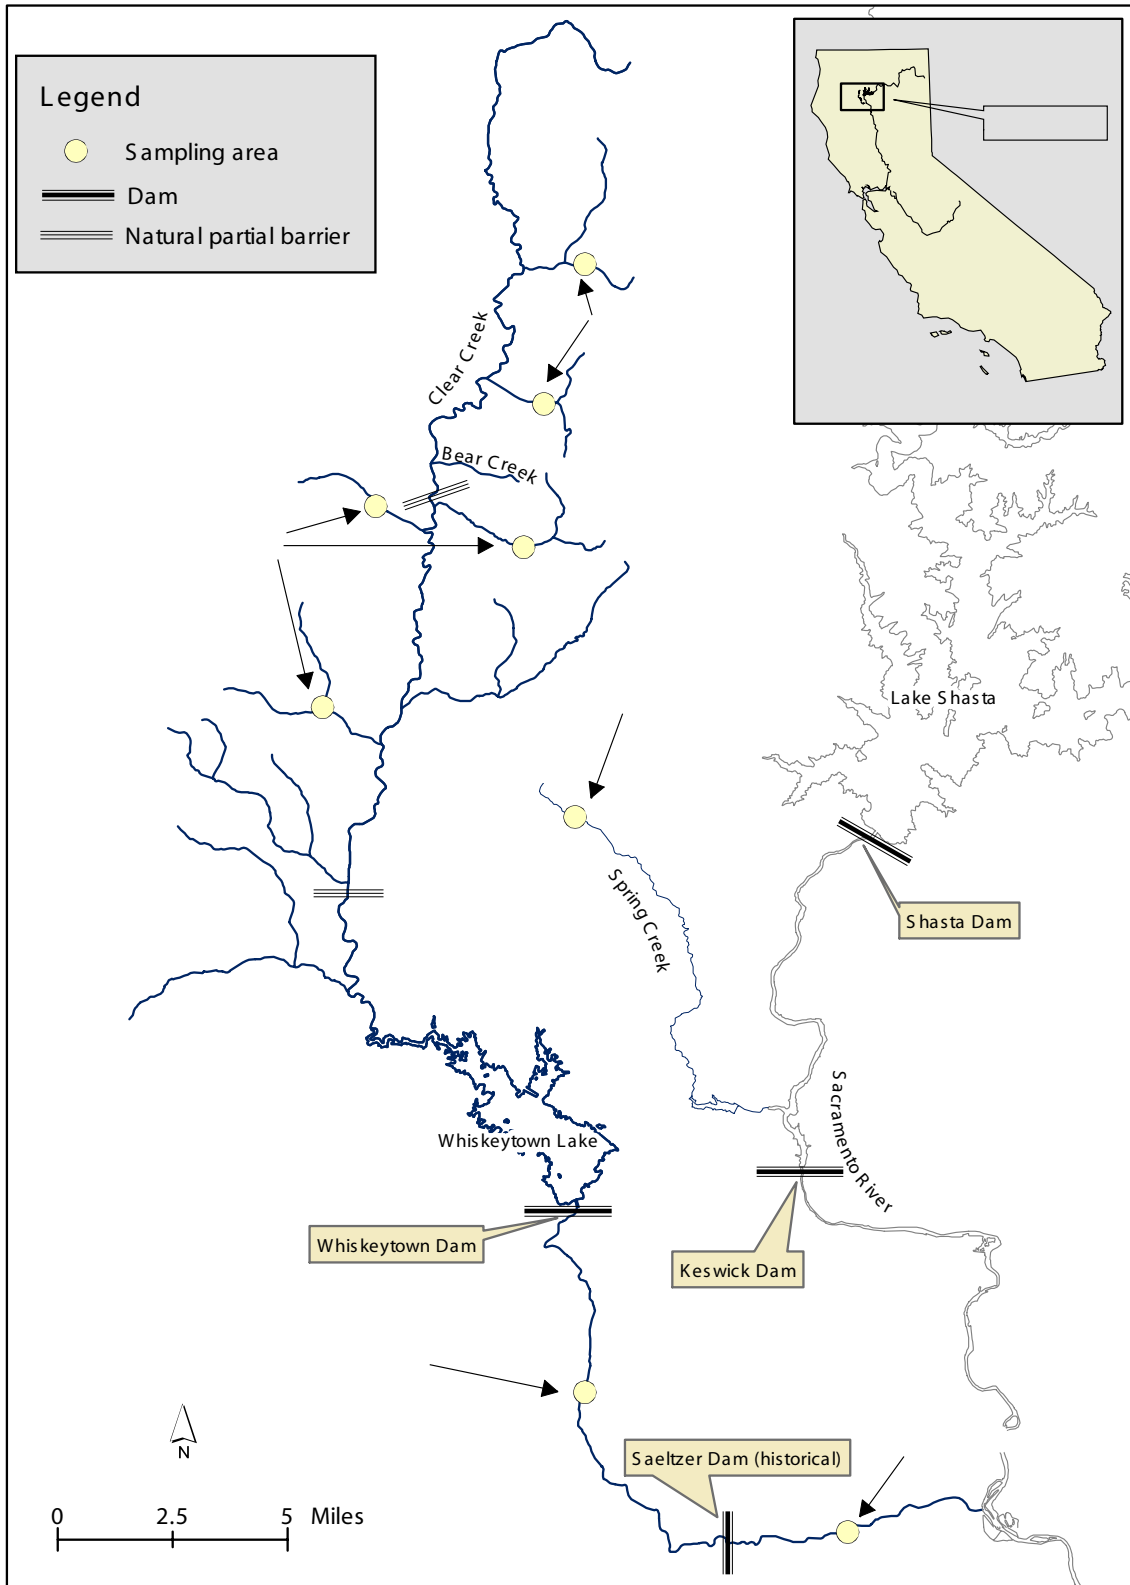 Legend
Sampling area
Dam
Natural partial barrier
Clear Creek
Bear Creek
Lake Shasta
Spring Creek
Shasta Dam
Sacramento River
Whiskeytown Lake
Whiskeytown Dam
Keswick Dam
Saeltzer Dam (historical)
N
0 2.5 5 Miles